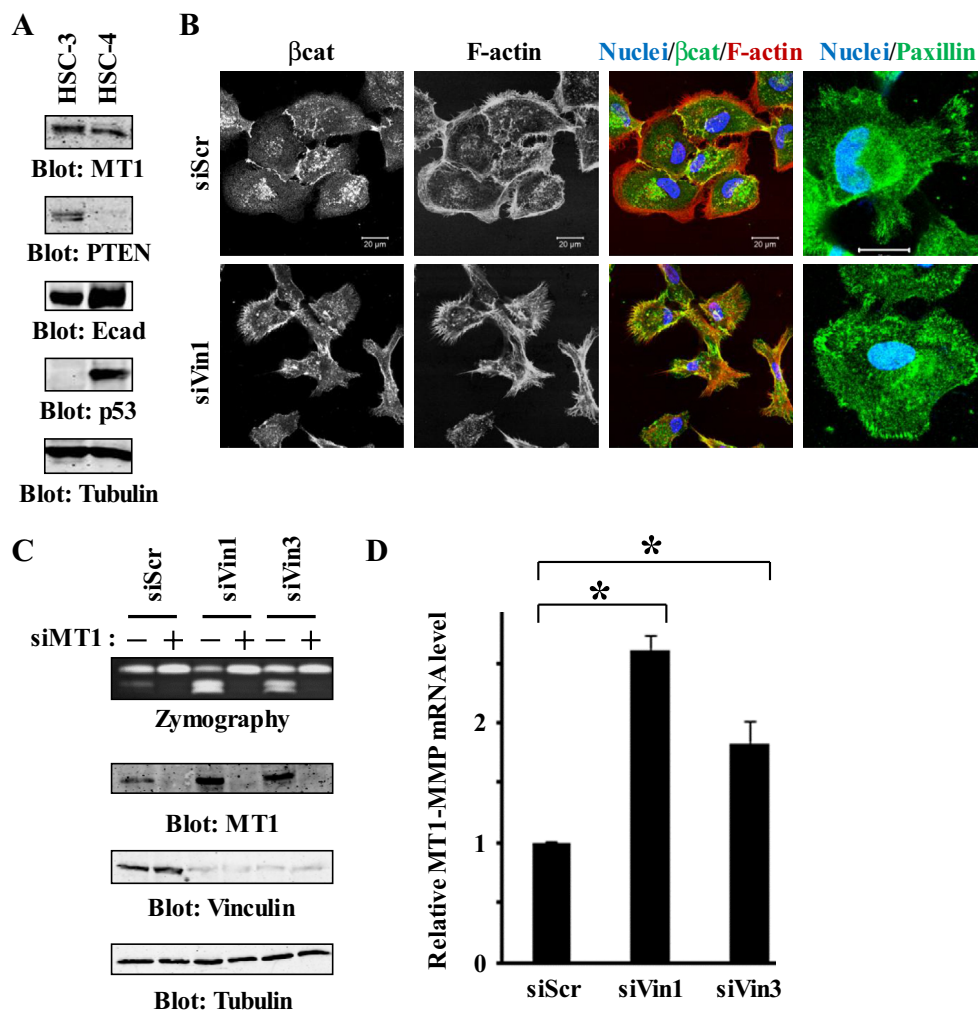 A
HSC-3
HSC-4
Blot: MT1
Blot: PTEN
Blot: Ecad
Blot: p53
Blot: Tubulin
B
βcat
F-actin
Nuclei/βcat/F-actin
Nuclei/Paxillin
siScr
20 μm
20 μm
20 μm
siVin1
C
siScr
siVin1
siVin3
siMT1 : — + — + — +
Zymography
Blot: MT1
Blot: Vinculin
Blot: Tubulin
D
*
*
Relative MT1-MMP mRNA level
2
1
0
siScr
siVin1
siVin3